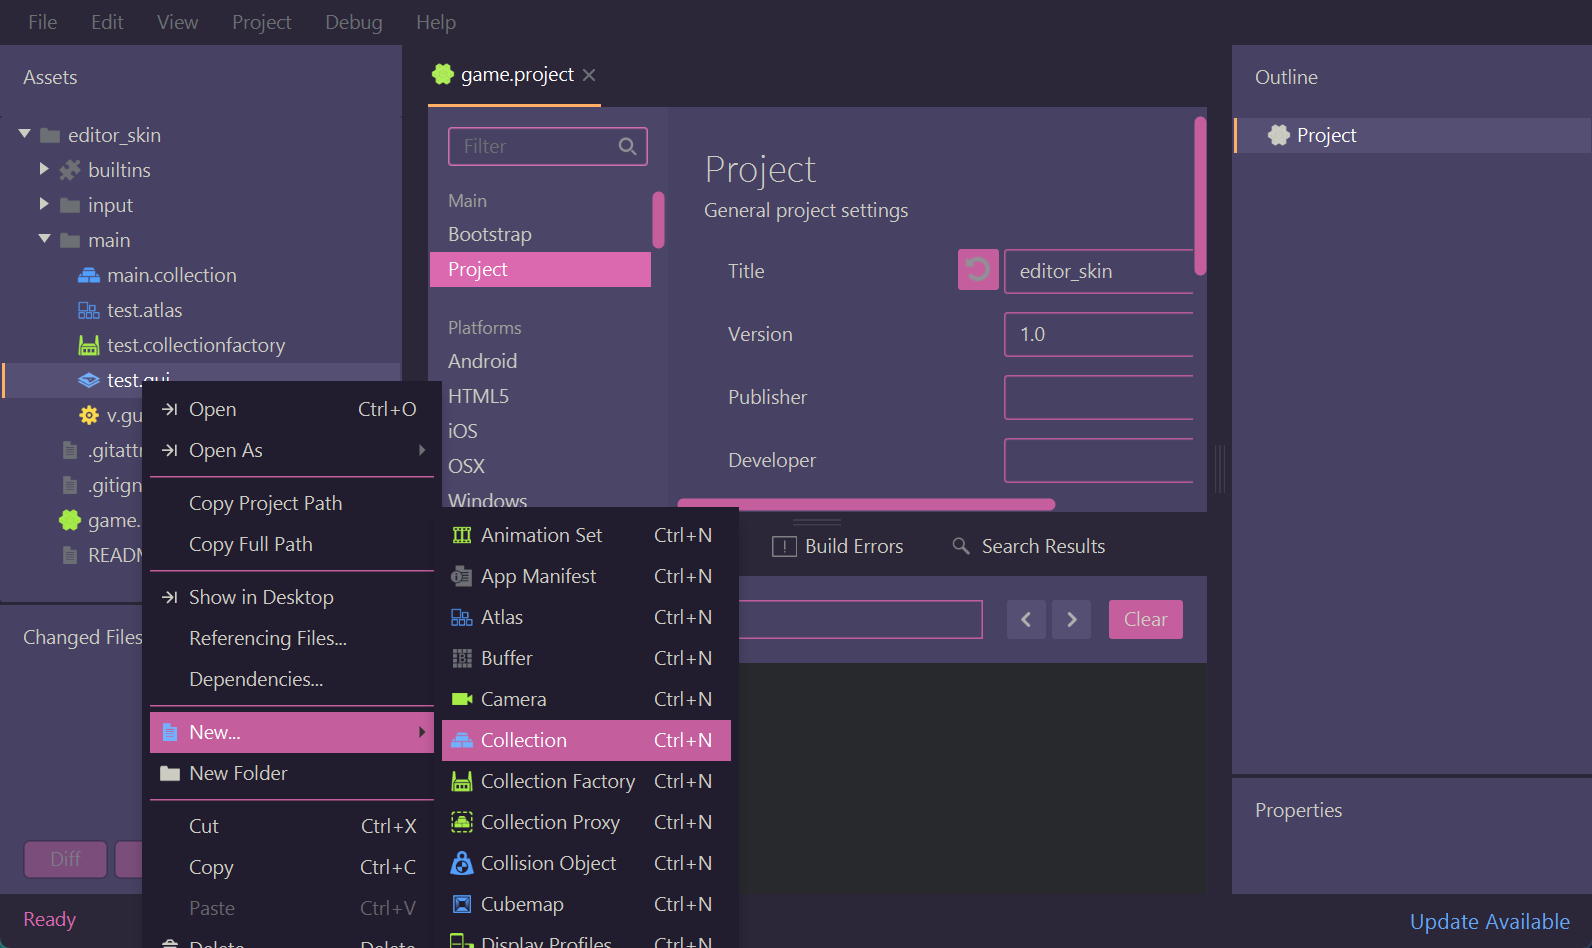 File Edit View Project Debug Help
Assets
editor_skin
builtins
input
main
main.collection
test.atlas
test.collectionfactory
test.gui
v.gu
.gitattr
.gitign
game.
READM
Changed Files
Diff
Ready
game.project
Filter
Main
Bootstrap
Project
Platforms
Android
HTML5
iOS
OSX
Windows
Project
General project settings
Title editor_skin
Version 1.0
Publisher
Developer
Build Errors Search Results
Clear
Outline
Project
Properties
Update Available
Open Ctrl+O
Open As
Copy Project Path
Copy Full Path
Show in Desktop
Referencing Files...
Dependencies...
New...
New Folder
Cut Ctrl+X
Copy Ctrl+C
Paste Ctrl+V
Delete Delete
Animation Set Ctrl+N
App Manifest Ctrl+N
Atlas Ctrl+N
Buffer Ctrl+N
Camera Ctrl+N
Collection Ctrl+N
Collection Factory Ctrl+N
Collection Proxy Ctrl+N
Collision Object Ctrl+N
Cubemap Ctrl+N
Display Profiles Ctrl+N